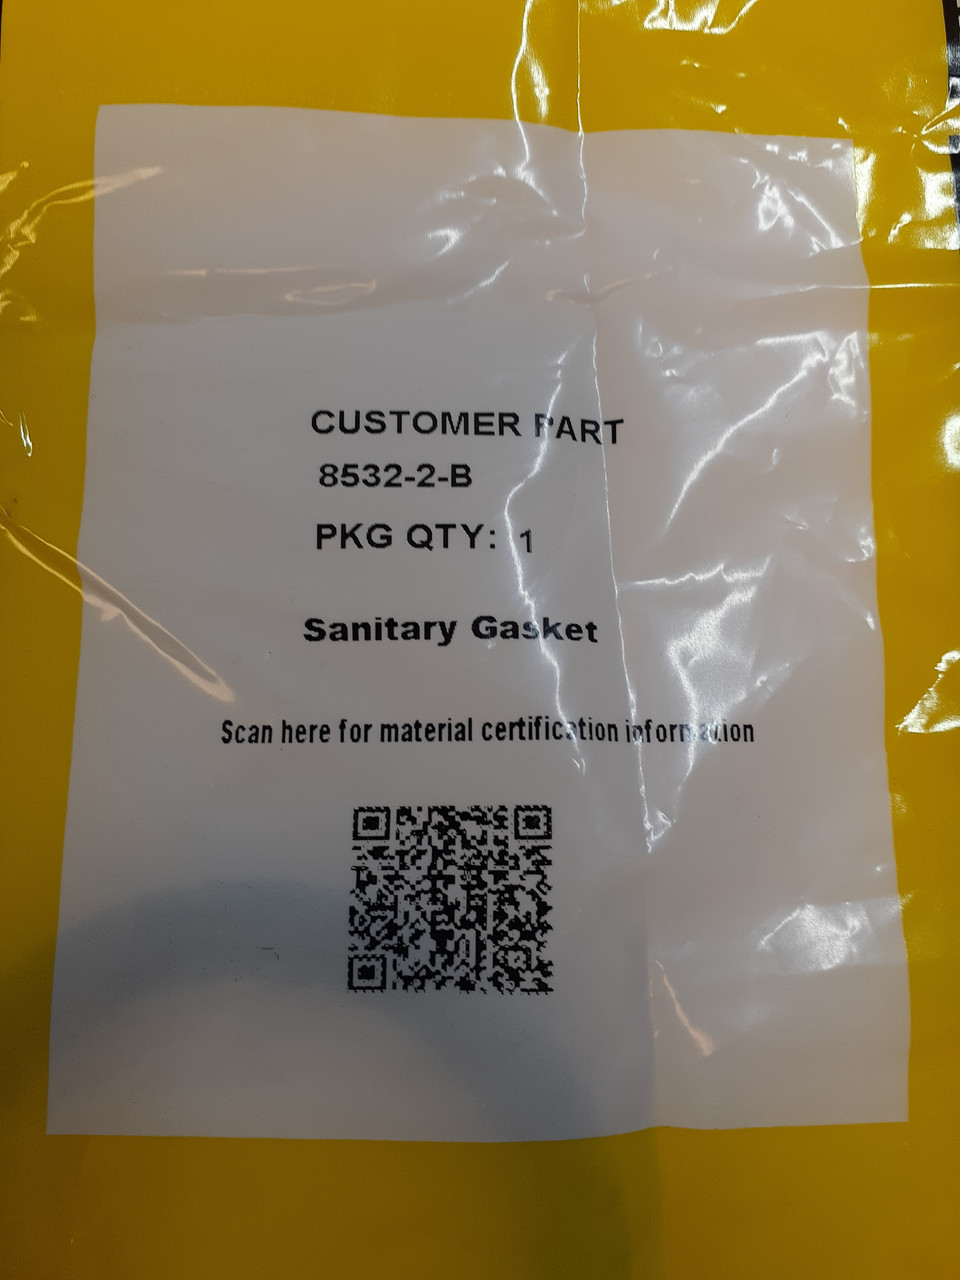 CUSTOMER PART
8532-2-B
PKG QTY: 1
Sanitary Gasket
Scan here for material certification information